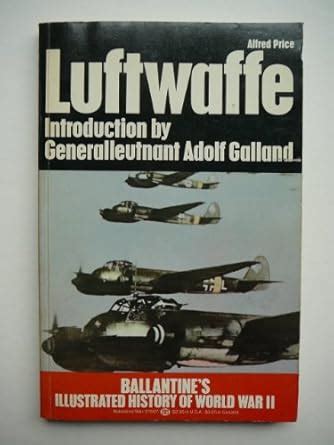 Alfred Price
Luftwaffe
Introduction by
Generalleutnant Adolf Galland
BALLANTINE'S
ILLUSTRATED HISTORY OF WORLD WAR II